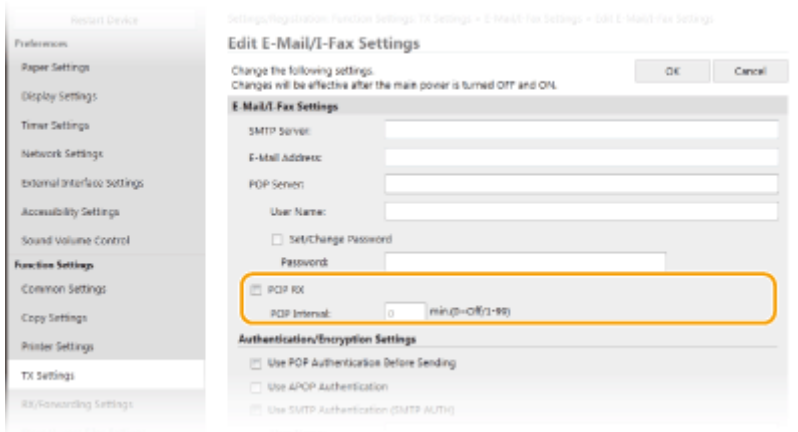 Restart Device
Preferences
Paper Settings
Display Settings
Timer Settings
Network Settings
External Interface Settings
Accessibility Settings
Sound Volume Control
Function Settings
Common Settings
Copy Settings
Printer Settings
TX Settings
RX/Forwarding Settings
Settings/Registration: Function Settings: TX Settings > E-Mail/I-Fax Settings > Edit E-Mail/I-Fax Settings
Edit E-Mail/I-Fax Settings
Change the following settings.
Changes will be effective after the main power is turned OFF and ON.
OK Cancel
E-Mail/I-Fax Settings
SMTP Server:
E-Mail Address:
POP Server:
User Name:
Set/Change Password
Password:
POP RX
POP Interval: 0 min.(0=Off/1-99)
Authentication/Encryption Settings
Use POP Authentication Before Sending
Use APOP Authentication
Use SMTP Authentication (SMTP AUTH)